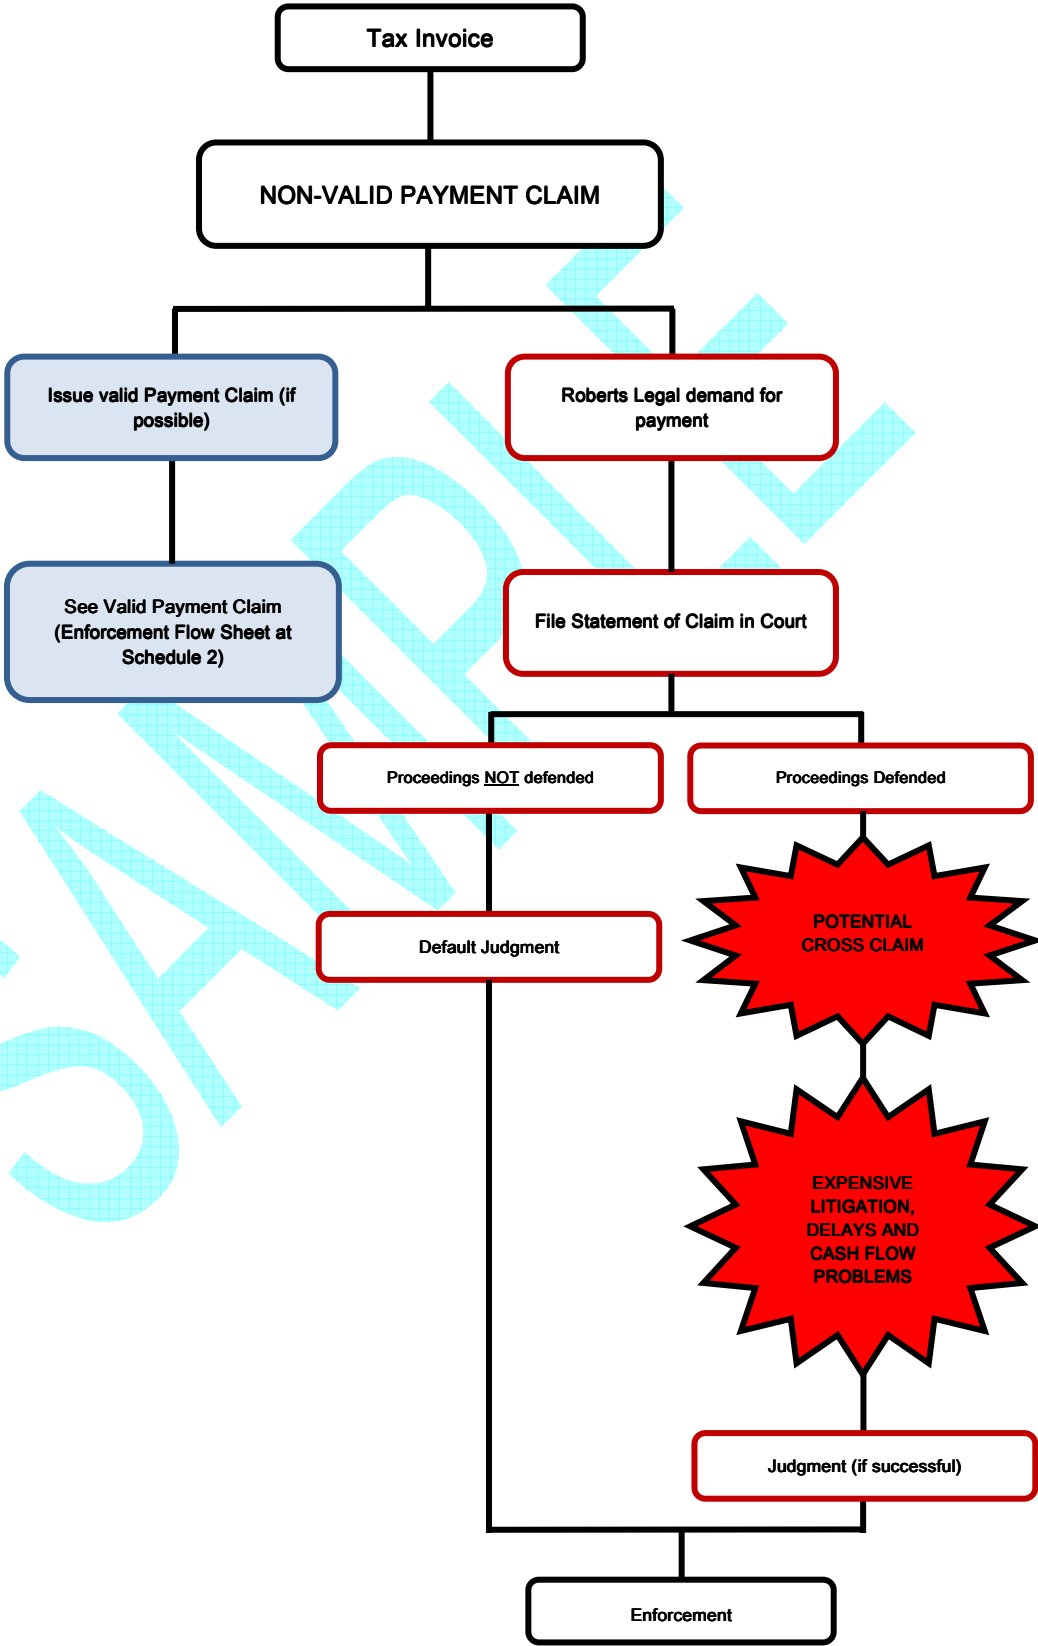 Tax Invoice
NON-VALID PAYMENT CLAIM
Issue valid Payment Claim (if
possible)
Roberts Legal demand for
payment
See Valid Payment Claim
(Enforcement Flow Sheet at
Schedule 2)
File Statement of Claim in Court
Proceedings NOT defended
Proceedings Defended
POTENTIAL
CROSS CLAIM
Default Judgment
EXPENSIVE
LITIGATION,
DELAYS AND
CASH FLOW
PROBLEMS
Judgment (if successful)
Enforcement
SAMPLE